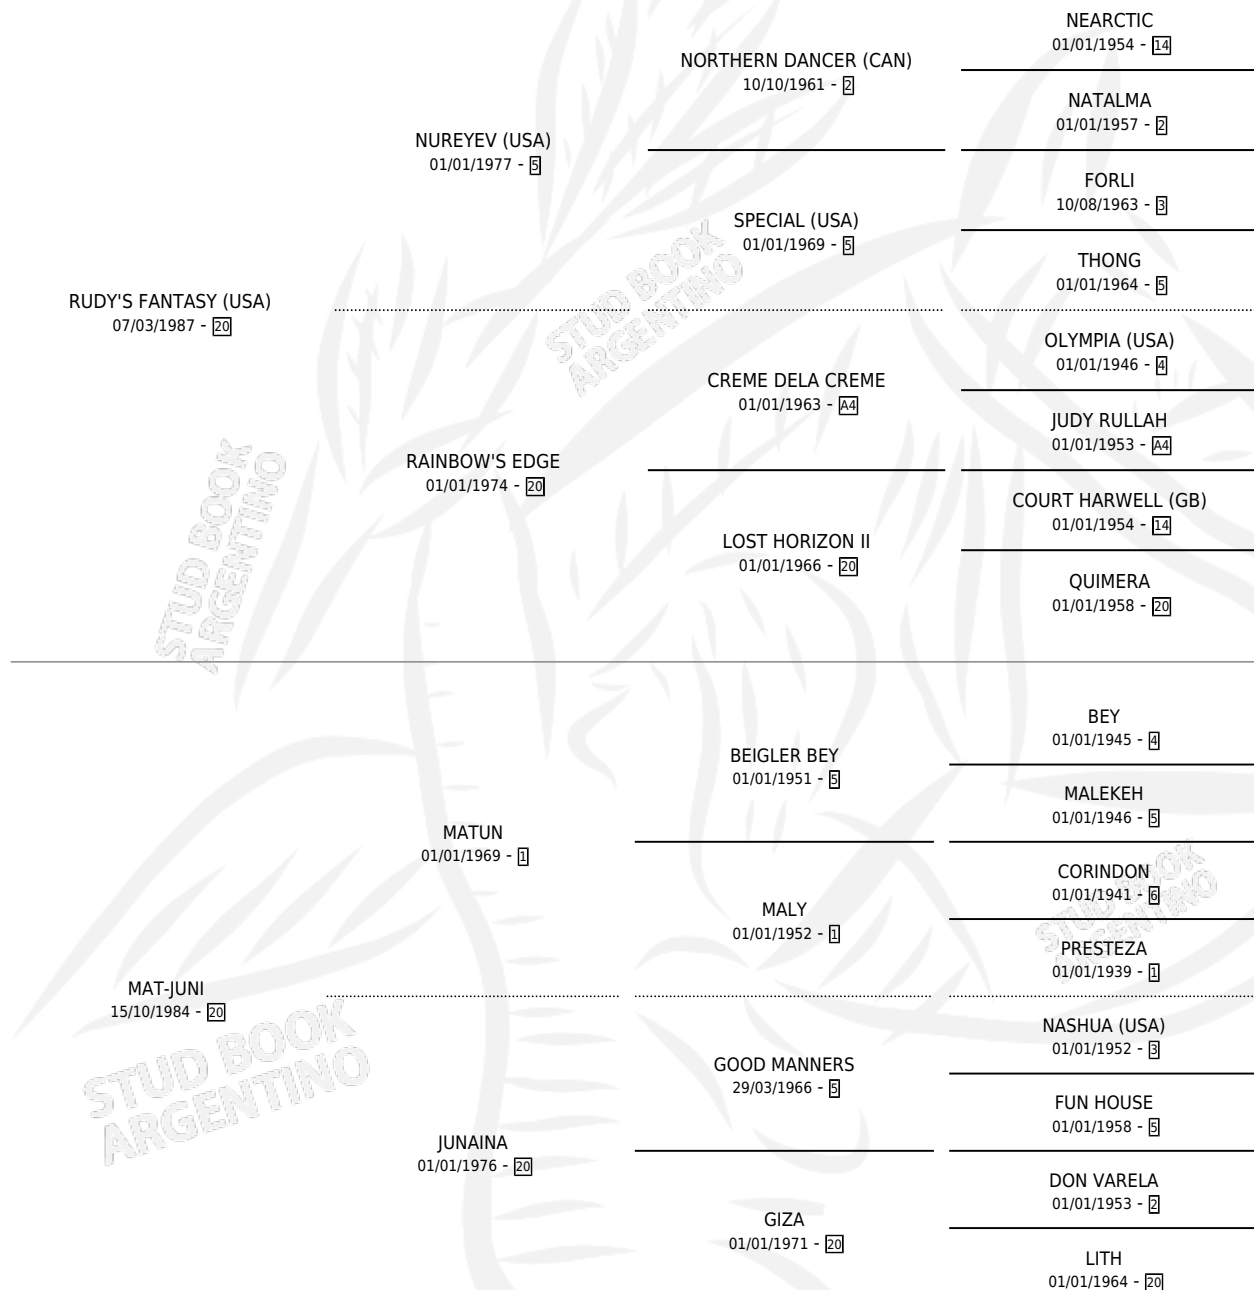 NEARCTIC
01/01/1954 - 14
NORTHERN DANCER (CAN)
10/10/1961 - 2
NATALMA
01/01/1957 - 2
NUREYEV (USA)
01/01/1977 - 5
FORLI
10/08/1963 - 3
SPECIAL (USA)
01/01/1969 - 5
THONG
01/01/1964 - 5
RUDY'S FANTASY (USA)
07/03/1987 - 20
STUD BOOK
ARGENTINO
OLYMPIA (USA)
01/01/1946 - 4
CREME DELA CREME
01/01/1963 - A4
JUDY RULLAH
01/01/1953 - A4
RAINBOW'S EDGE
01/01/1974 - 20
COURT HARWELL (GB)
01/01/1954 - 14
LOST HORIZON II
01/01/1966 - 20
QUIMERA
01/01/1958 - 20
STUD BOOK
ARGENTINO
BEY
01/01/1945 - 4
BEIGLER BEY
01/01/1951 - 5
MALEKEH
01/01/1946 - 5
MATUN
01/01/1969 - 1
CORINDON
01/01/1941 - 6
MALY
01/01/1952 - 1
PRESTEZA
01/01/1939 - 1
STUD BOOK
ARGENTINO
MAT-JUNI
15/10/1984 - 20
NASHUA (USA)
01/01/1952 - 3
GOOD MANNERS
29/03/1966 - 5
FUN HOUSE
01/01/1958 - 5
STUD BOOK
ARGENTINO
JUNAINA
01/01/1976 - 20
DON VARELA
01/01/1953 - 2
GIZA
01/01/1971 - 20
LITH
01/01/1964 - 20